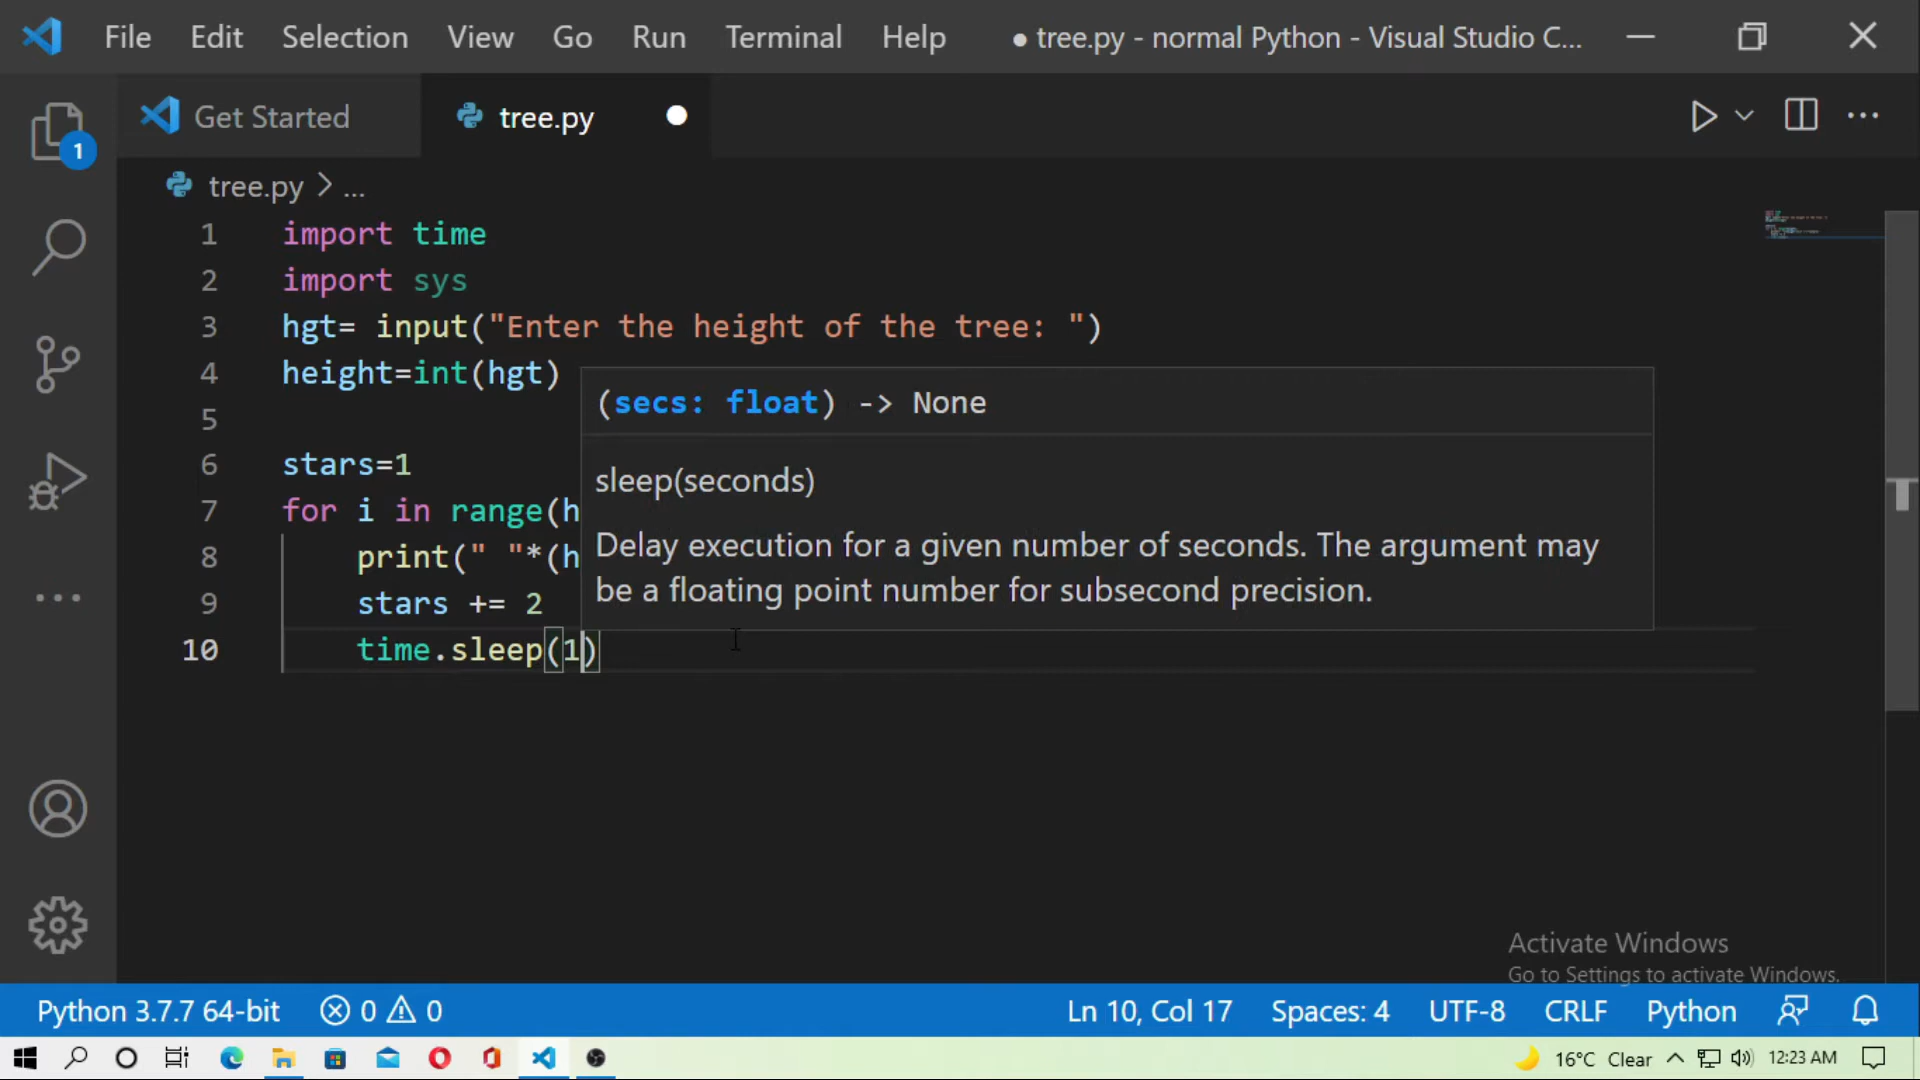 File Edit Selection View Go Run Terminal Help ● tree.py - normal Python - Visual Studio C...
Get Started tree.py
1
tree.py > ...
1 import time
2 import sys
3 hgt= input("Enter the height of the tree: ")
4 height=int(hgt)
(secs: float) -> None
5
6 stars=1
sleep(seconds)
7 for i in range(h
Delay execution for a given number of seconds. The argument may
8 print(" "*(h
be a floating point number for subsecond precision.
9 stars += 2
10 time.sleep(1)
Activate Windows
Go to Settings to activate Windows.
Python 3.7.7 64-bit 0 0 Ln 10, Col 17 Spaces: 4 UTF-8 CRLF Python
16°C Clear 12:23 AM